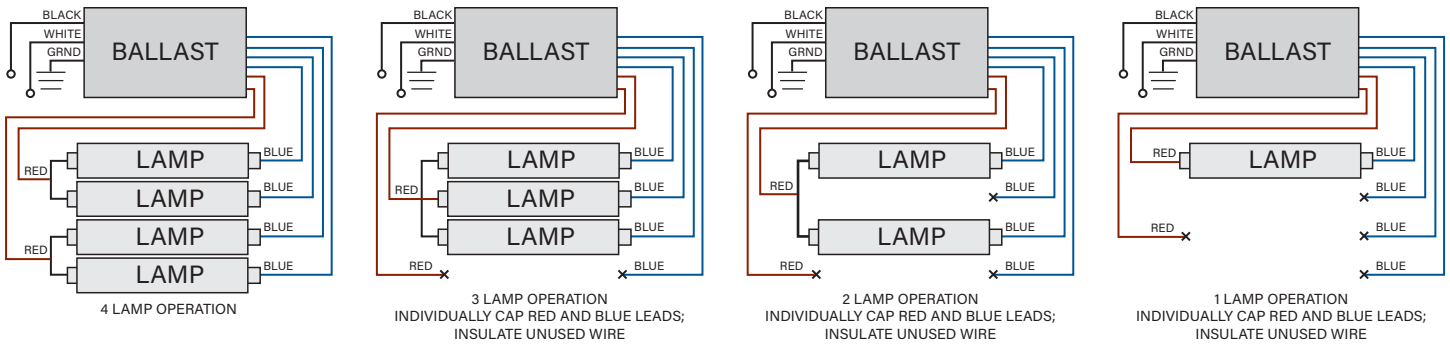 BLACK
WHITE
GRND
BALLAST
LAMP
BLUE
RED
LAMP
BLUE
LAMP
BLUE
RED
LAMP
BLUE
4 LAMP OPERATION
BLACK
WHITE
GRND
BALLAST
LAMP
BLUE
RED
LAMP
BLUE
LAMP
BLUE
RED
BLUE
3 LAMP OPERATION
INDIVIDUALLY CAP RED AND BLUE LEADS;
INSULATE UNUSED WIRE
BLACK
WHITE
GRND
BALLAST
LAMP
BLUE
RED
BLUE
LAMP
BLUE
RED
BLUE
2 LAMP OPERATION
INDIVIDUALLY CAP RED AND BLUE LEADS;
INSULATE UNUSED WIRE
BLACK
WHITE
GRND
BALLAST
RED
LAMP
BLUE
BLUE
RED
BLUE
BLUE
1 LAMP OPERATION
INDIVIDUALLY CAP RED AND BLUE LEADS;
INSULATE UNUSED WIRE